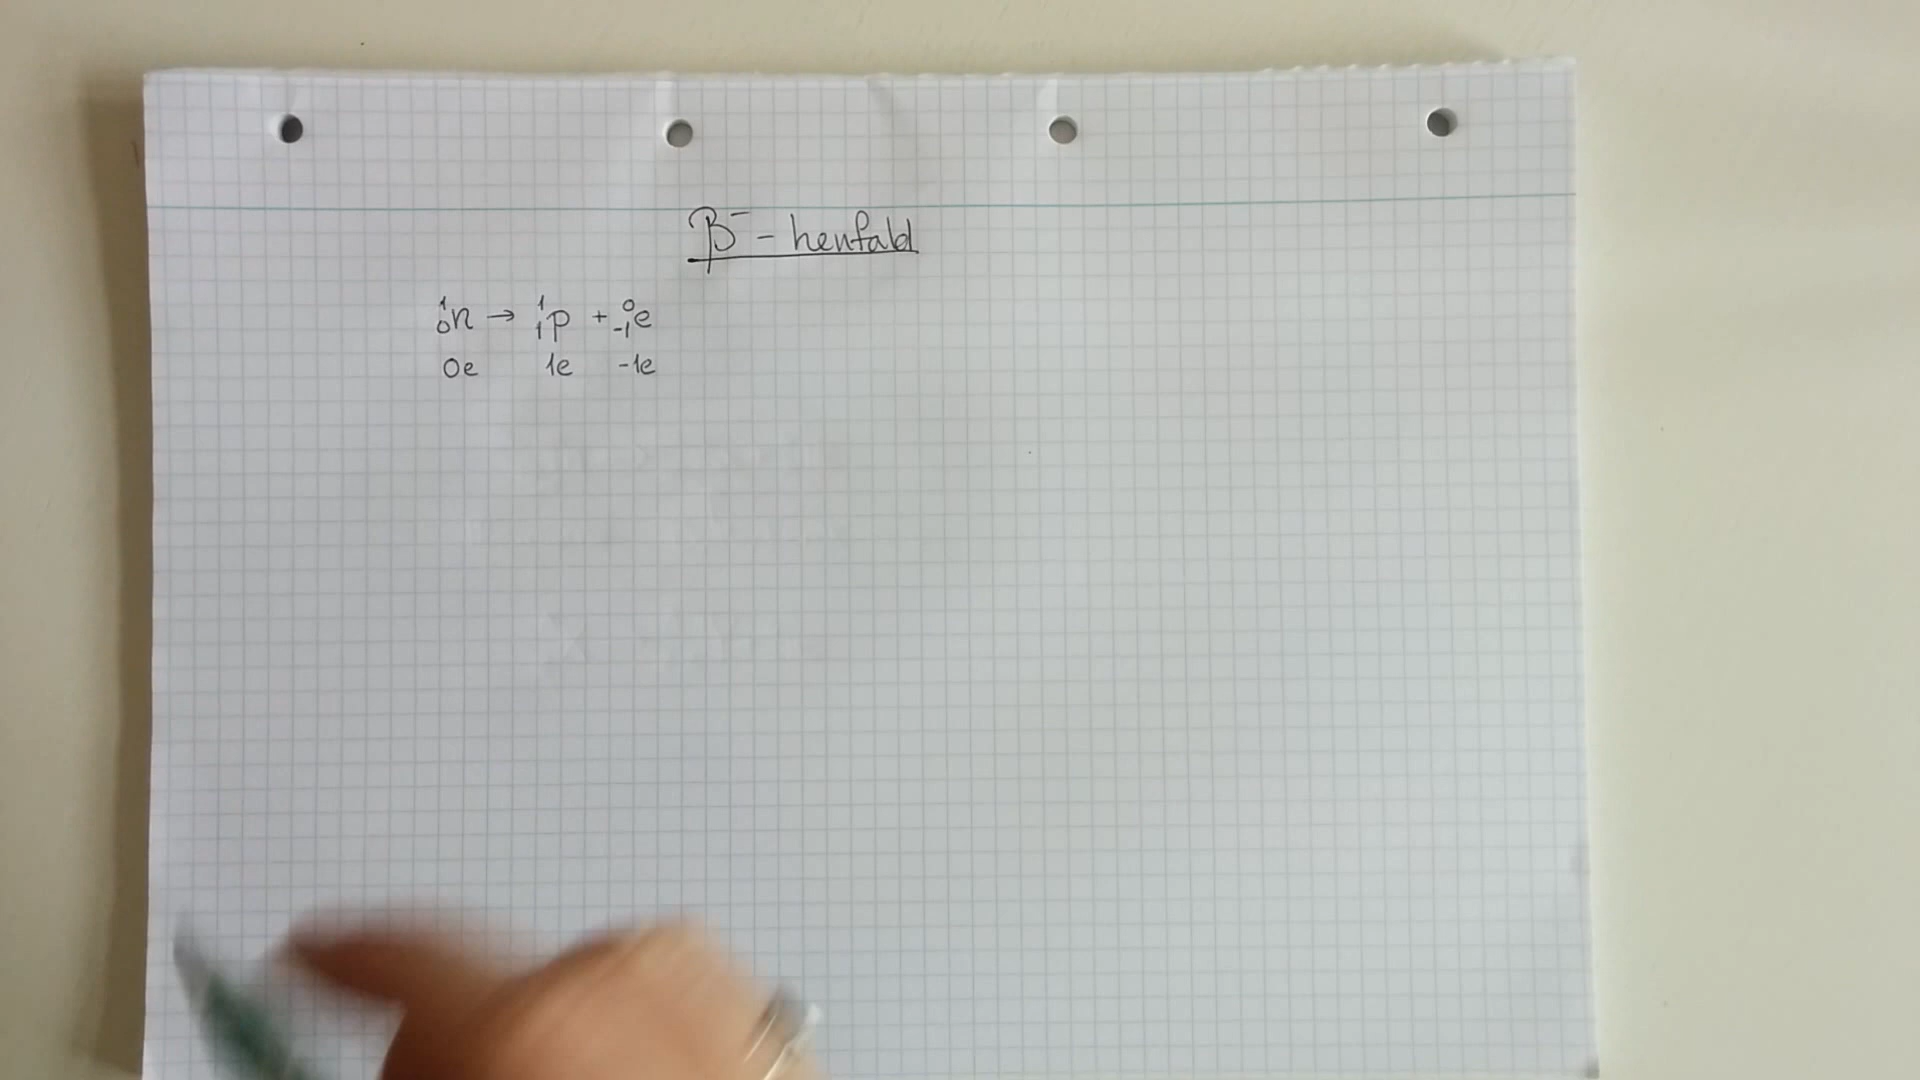 β⁻ - henfald
¹₀n → ¹₁p + ⁰₋₁e
0e 1e -1e